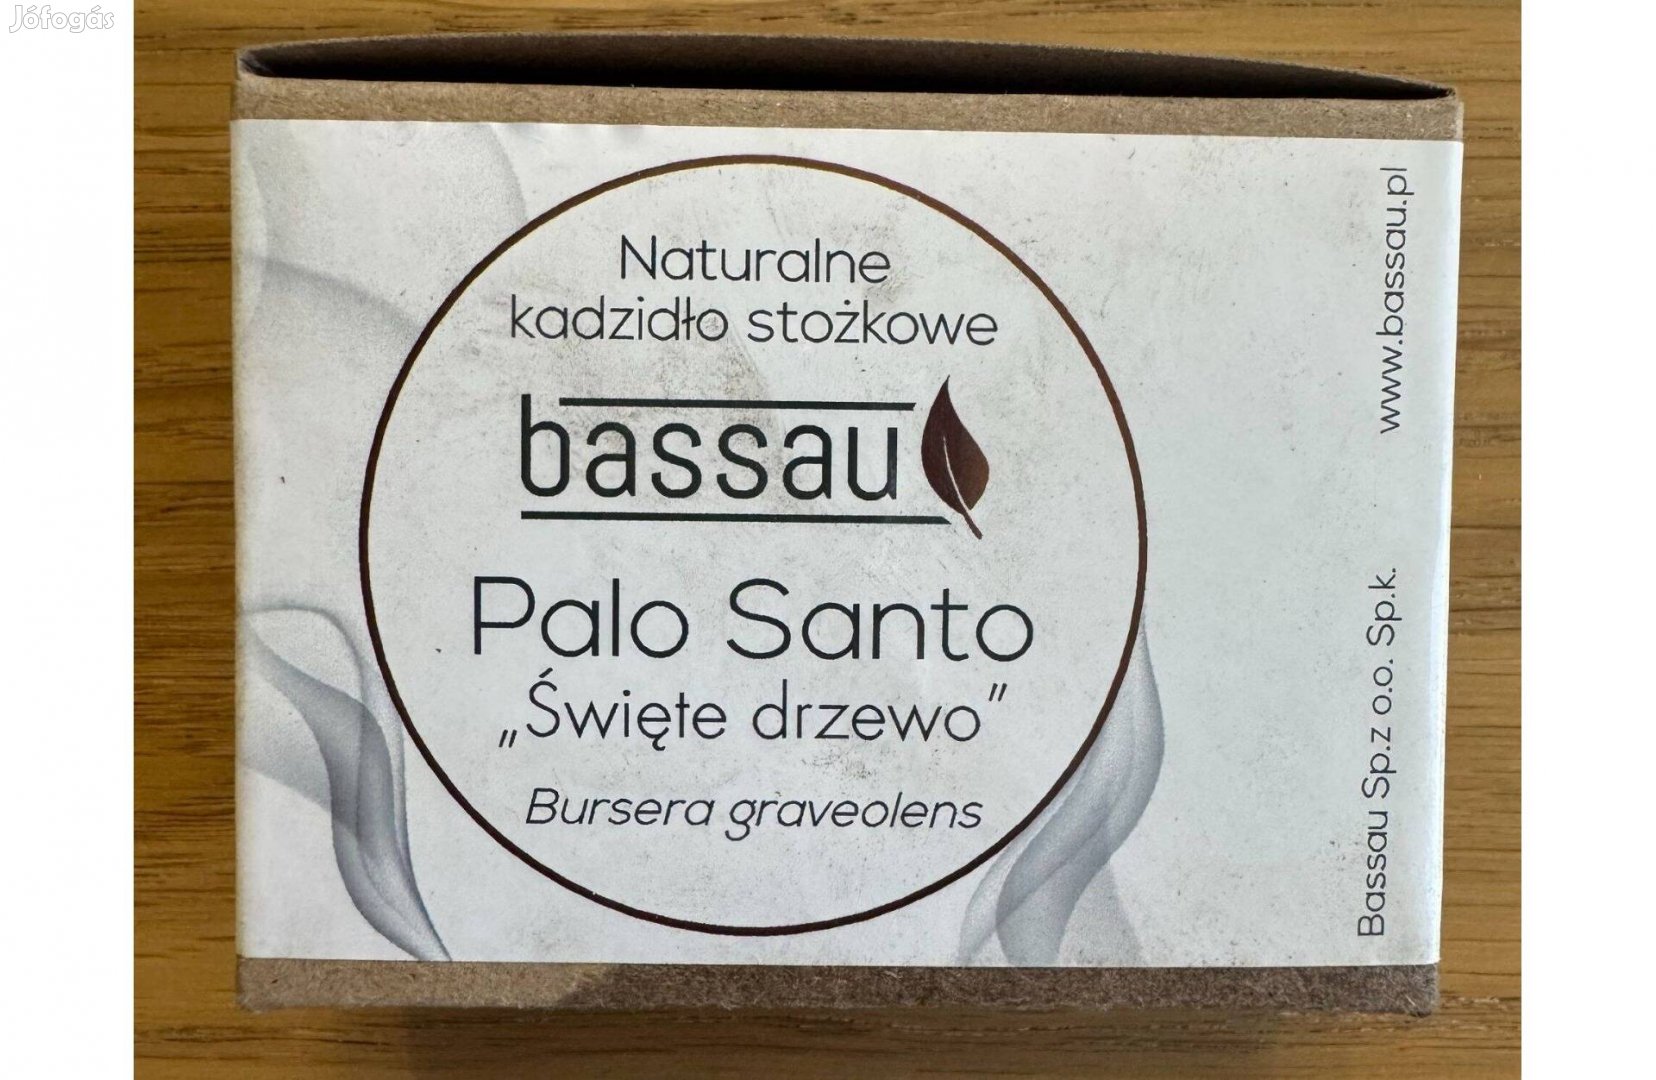 Jófogás
Naturalne
kadzidło stożkowe
bassau
Palo Santo
„Święte drzewo”
Bursera graveolens
www.bassau.pl
Bassau Sp.z o.o. Sp.k.